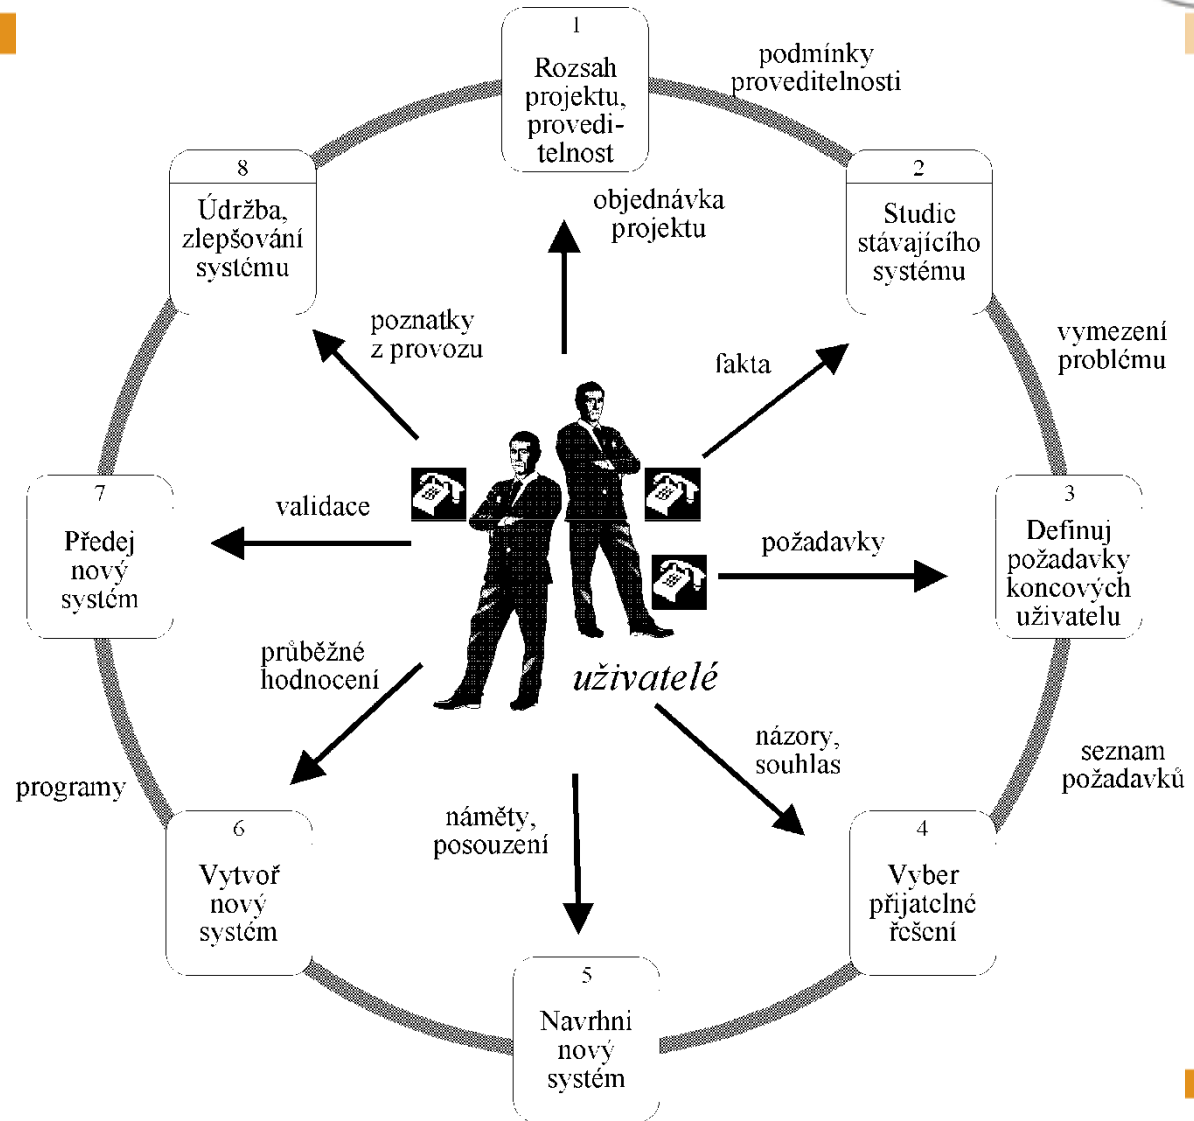 1
Rozsah
projektu,
provedi-
telnost
podmínky
proveditelnosti
8
Údržba,
zlepšování
systému
objednávka
projektu
2
Studie
stávajícího
systému
poznatky
z provozu
fakta
vymezení
problému
7
Předej
nový
systém
validace
požadavky
3
Definuj
požadavky
koncových
uživatelu
průběžné
hodnocení
uživatelé
názory,
souhlas
seznam
požadavků
programy
6
Vytvoř
nový
systém
náměty,
posouzení
4
Vyber
přijatelné
řešení
5
Navrhni
nový
systém